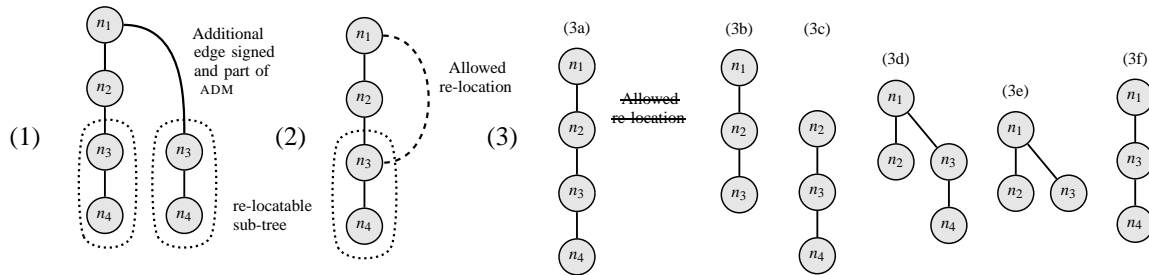 (1)
n1
n2
n3
n4
n3
n4
Additional
edge signed
and part of
ADM
re-locatable
sub-tree
(2)
n1
n2
n3
n4
Allowed
re-location
(3)
(3a)
n1
n2
n3
n4
Allowed
re-location
(3b)
n1
n2
n3
(3c)
n2
n3
n4
(3d)
n1
n2
n3
n4
(3e)
n1
n2
n3
(3f)
n1
n3
n4